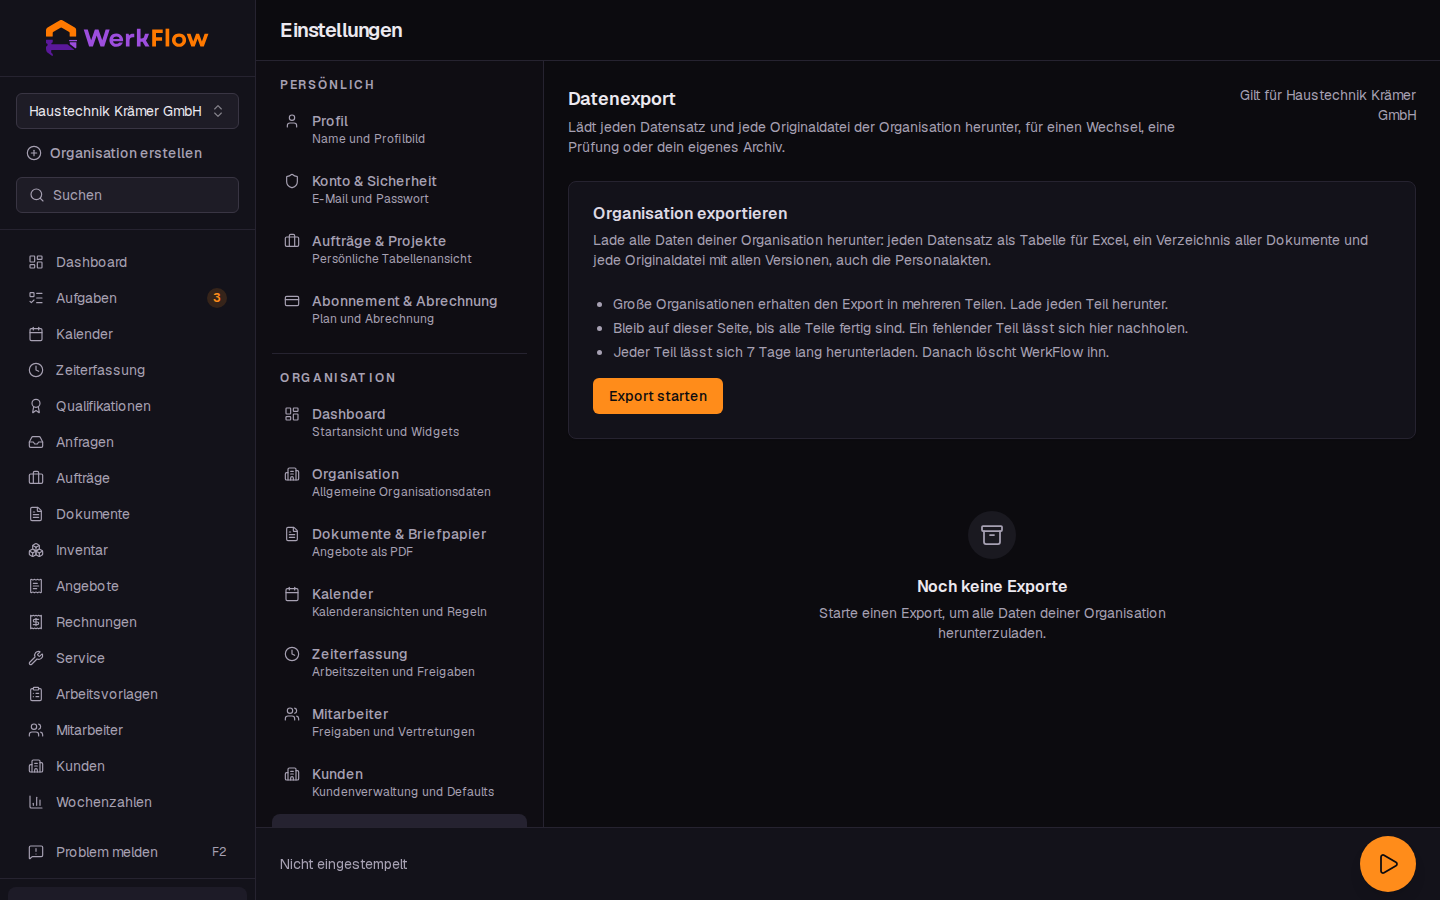 WerkFlow
Haustechnik Krämer GmbH
Organisation erstellen
Suchen
Dashboard
Aufgaben 3
Kalender
Zeiterfassung
Qualifikationen
Anfragen
Aufträge
Dokumente
Inventar
Angebote
Rechnungen
Service
Arbeitsvorlagen
Mitarbeiter
Kunden
Wochenzahlen
Problem melden F2
Einstellungen
PERSÖNLICH
Profil
Name und Profilbild
Konto & Sicherheit
E-Mail und Passwort
Aufträge & Projekte
Persönliche Tabellenansicht
Abonnement & Abrechnung
Plan und Abrechnung
ORGANISATION
Dashboard
Startansicht und Widgets
Organisation
Allgemeine Organisationsdaten
Dokumente & Briefpapier
Angebote als PDF
Kalender
Kalenderansichten und Regeln
Zeiterfassung
Arbeitszeiten und Freigaben
Mitarbeiter
Freigaben und Vertretungen
Kunden
Kundenverwaltung und Defaults
Datenexport
Lädt jeden Datensatz und jede Originaldatei der Organisation herunter, für einen Wechsel, eine
Prüfung oder dein eigenes Archiv.
Gilt für Haustechnik Krämer
GmbH
Organisation exportieren
Lade alle Daten deiner Organisation herunter: jeden Datensatz als Tabelle für Excel, ein Verzeichnis aller Dokumente und
jede Originaldatei mit allen Versionen, auch die Personalakten.
• Große Organisationen erhalten den Export in mehreren Teilen. Lade jeden Teil herunter.
• Bleib auf dieser Seite, bis alle Teile fertig sind. Ein fehlender Teil lässt sich hier nachholen.
• Jeder Teil lässt sich 7 Tage lang herunterladen. Danach löscht WerkFlow ihn.
Export starten
Noch keine Exporte
Starte einen Export, um alle Daten deiner Organisation
herunterzuladen.
Nicht eingestempelt